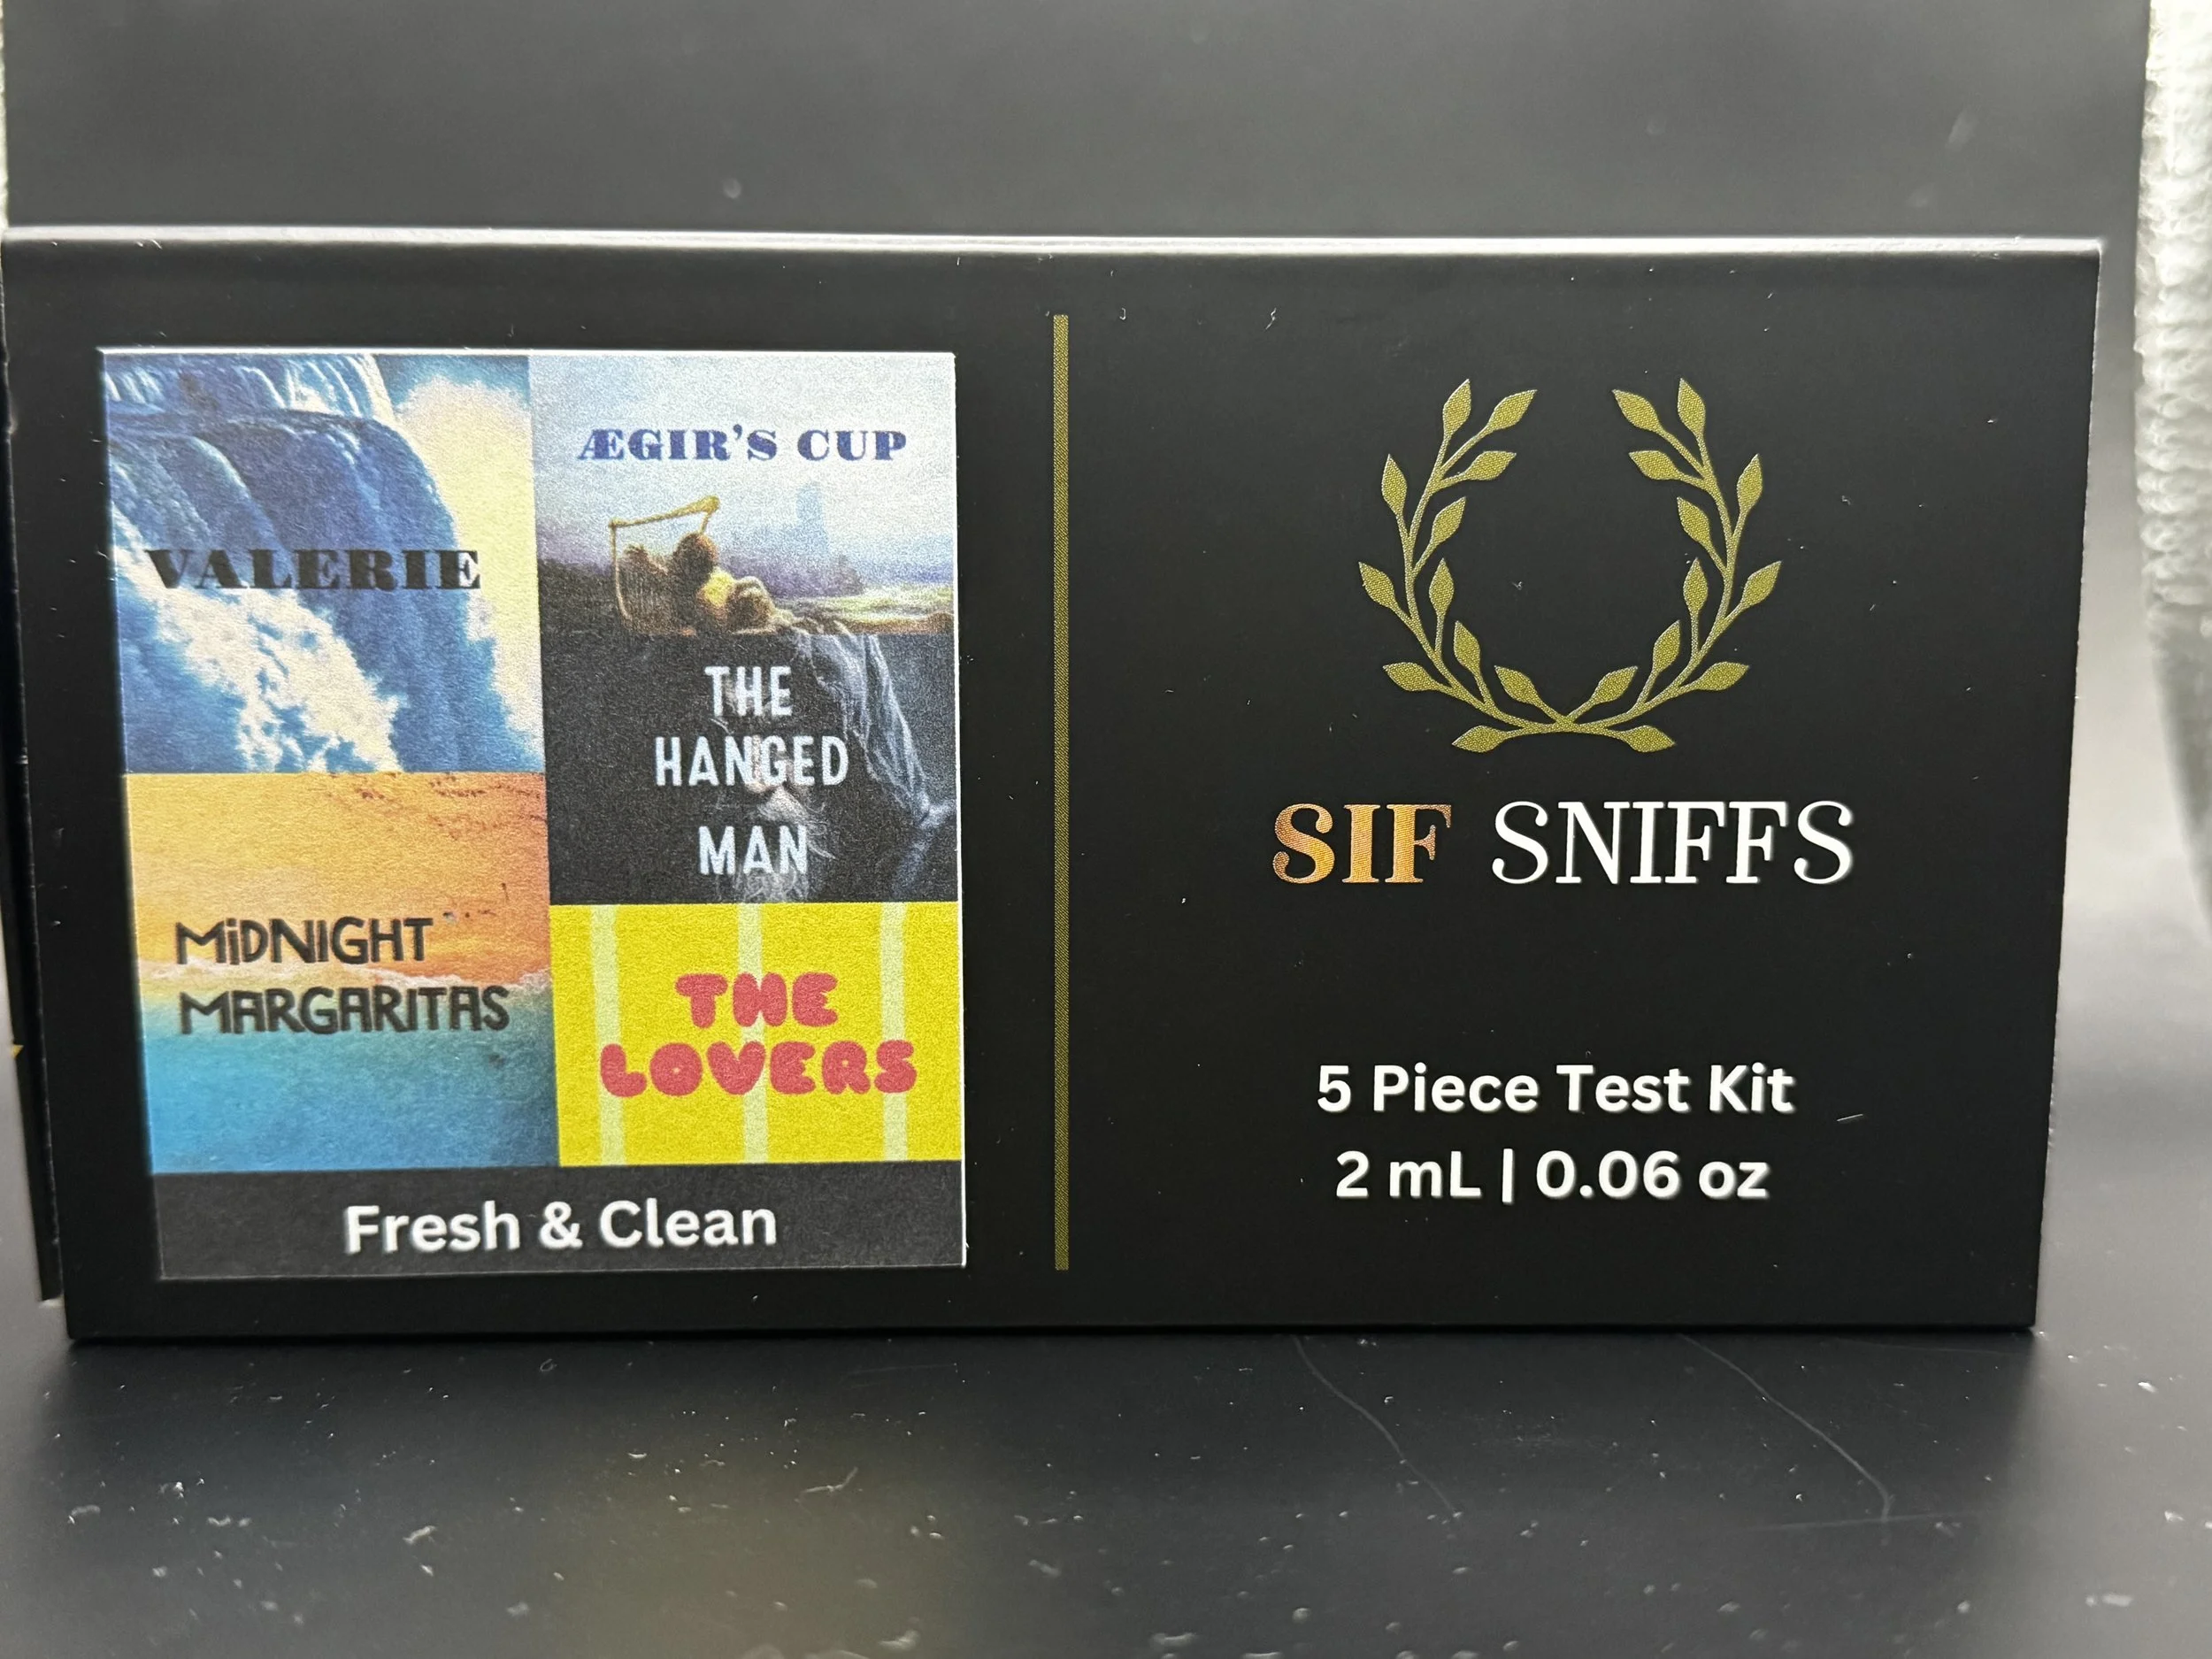 VALERIE
ÆGIR'S CUP
THE
HANGED
MAN
MiDNIGHT
MARGARITAS
THE
LOVERS
Fresh & Clean
SIF SNIFFS
5 Piece Test Kit
2 mL | 0.06 oz